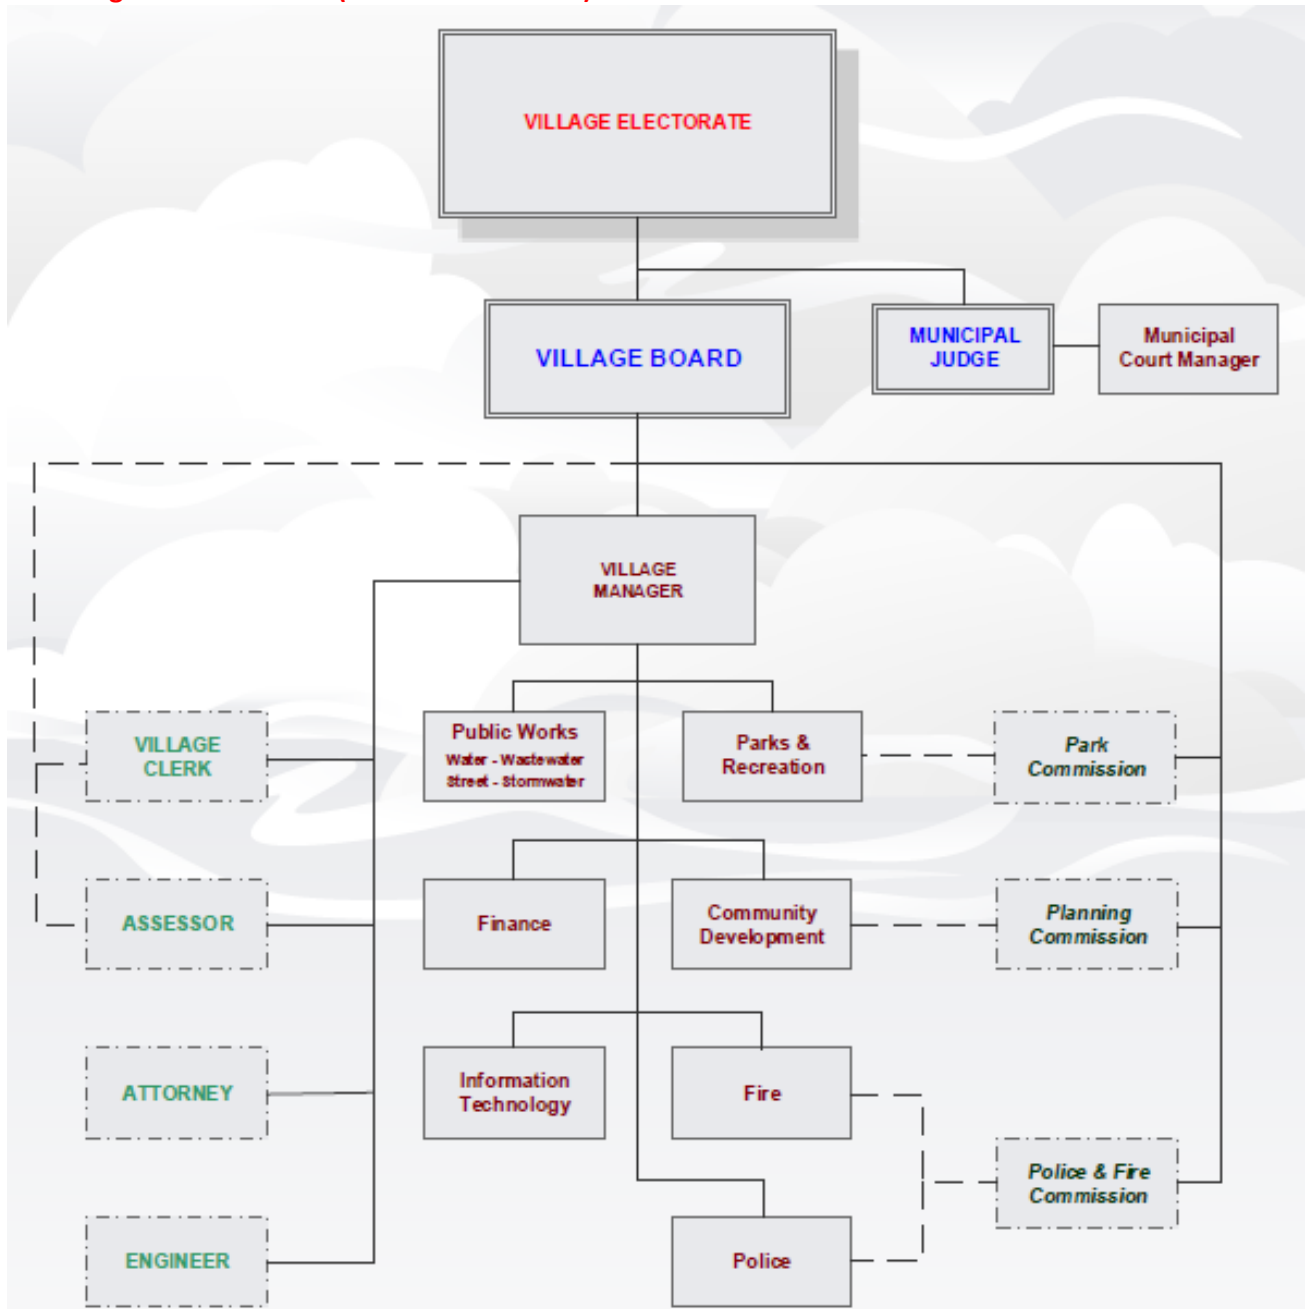 VILLAGE ELECTORATE
VILLAGE BOARD
MUNICIPAL
JUDGE
Municipal
Court Manager
VILLAGE
MANAGER
VILLAGE
CLERK
Public Works
Water - Wastewater
Street - Stormwater
Parks &
Recreation
Park
Commission
ASSESSOR
Finance
Community
Development
Planning
Commission
ATTORNEY
Information
Technology
Fire
Police & Fire
Commission
ENGINEER
Police